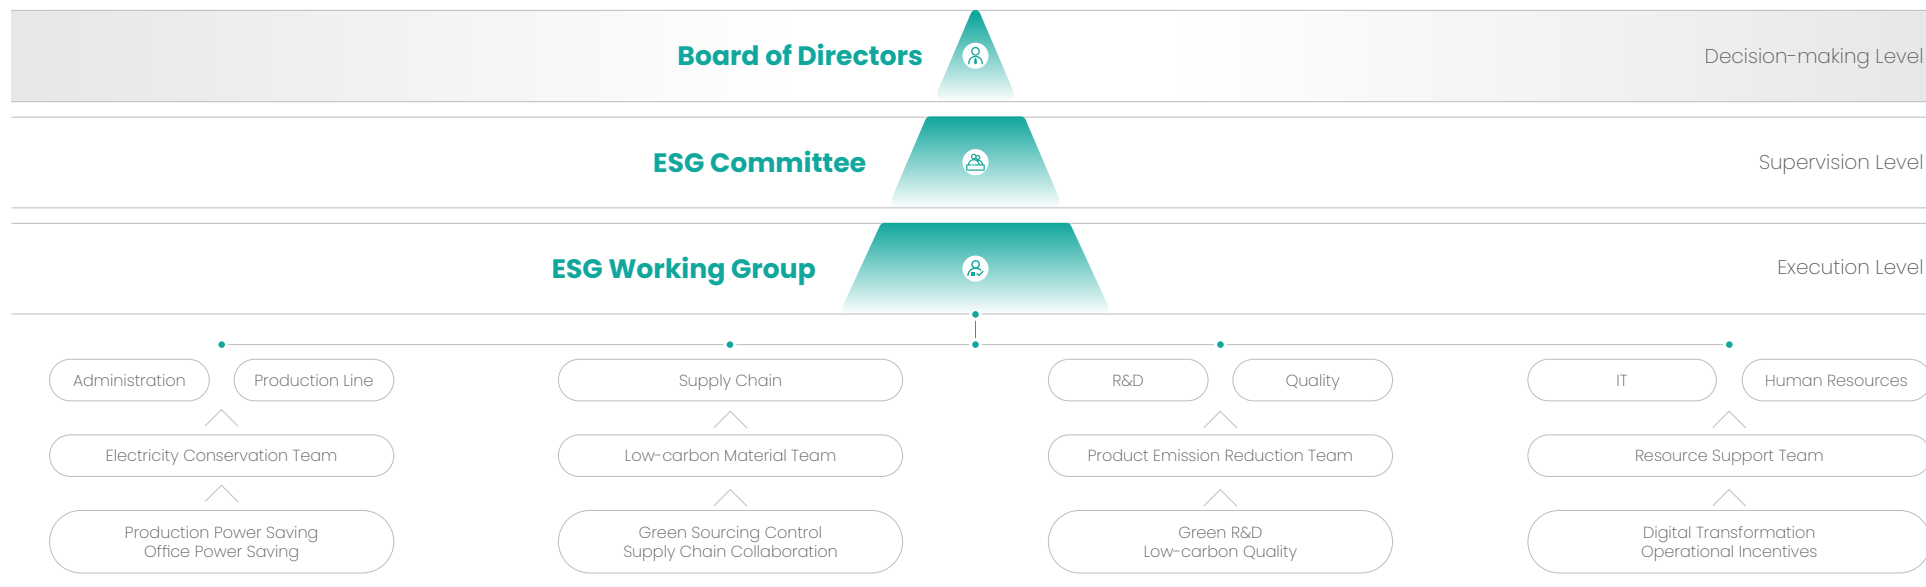 Board of Directors
Decision-making Level
ESG Committee
Supervision Level
ESG Working Group
Execution Level
Administration
Production Line
Supply Chain
R&D
Quality
IT
Human Resources
Electricity Conservation Team
Low-carbon Material Team
Product Emission Reduction Team
Resource Support Team
Production Power Saving
Office Power Saving
Green Sourcing Control
Supply Chain Collaboration
Green R&D
Low-carbon Quality
Digital Transformation
Operational Incentives